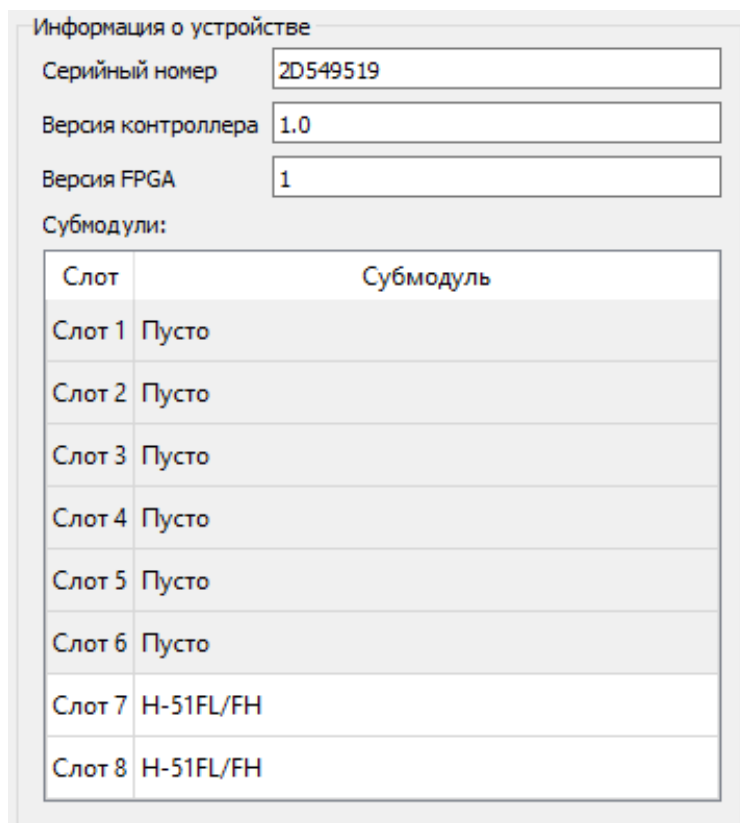 Информация о устройстве
Серийный номер 2D549519
Версия контроллера 1.0
Версия FPGA 1
Субмодули:
Слот Субмодуль
Слот 1 Пусто
Слот 2 Пусто
Слот 3 Пусто
Слот 4 Пусто
Слот 5 Пусто
Слот 6 Пусто
Слот 7 H-51FL/FH
Слот 8 H-51FL/FH